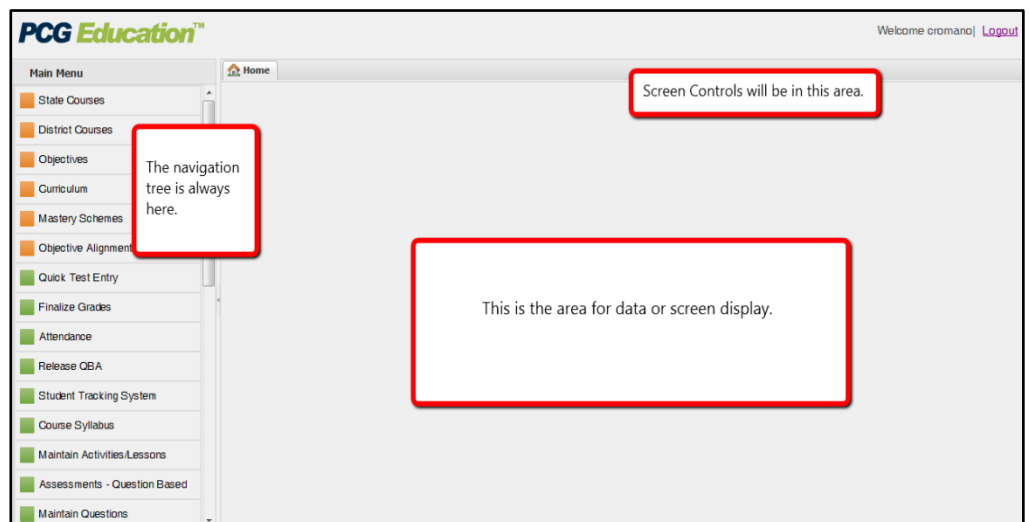 PCG Education™
Welcome cromano| Logout
Main Menu
Home
State Courses
District Courses
Objectives
Curriculum
Mastery Schemes
Objective Alignment
Quick Test Entry
Finalize Grades
Attendance
Release QBA
Student Tracking System
Course Syllabus
Maintain Activities/Lessons
Assessments - Question Based
Maintain Questions
The navigation
tree is always
here.
Screen Controls will be in this area.
This is the area for data or screen display.